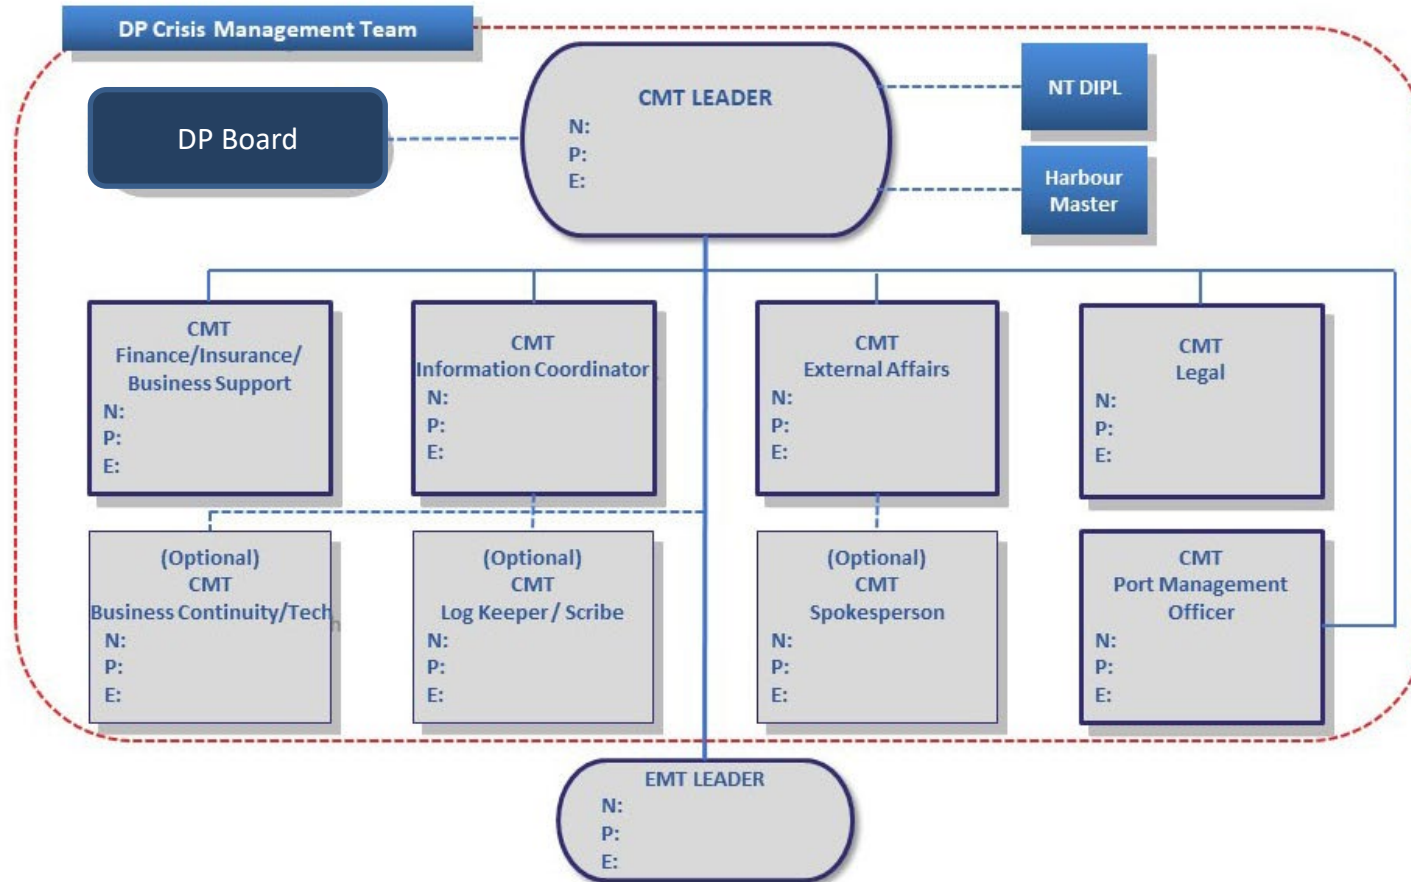 DP Crisis Management Team
DP Board
CMT LEADER
N:
P:
E:
NT DIPL
Harbour
Master
CMT
Finance/Insurance/
Business Support
N:
P:
E:
CMT
Information Coordinator
N:
P:
E:
CMT
External Affairs
N:
P:
E:
CMT
Legal
N:
P:
E:
(Optional)
CMT
Business Continuity/Tech
N:
P:
E:
(Optional)
CMT
Log Keeper / Scribe
N:
P:
E:
(Optional)
CMT
Spokesperson
N:
P:
E:
CMT
Port Management
Officer
N:
P:
E:
EMT LEADER
N:
P:
E: